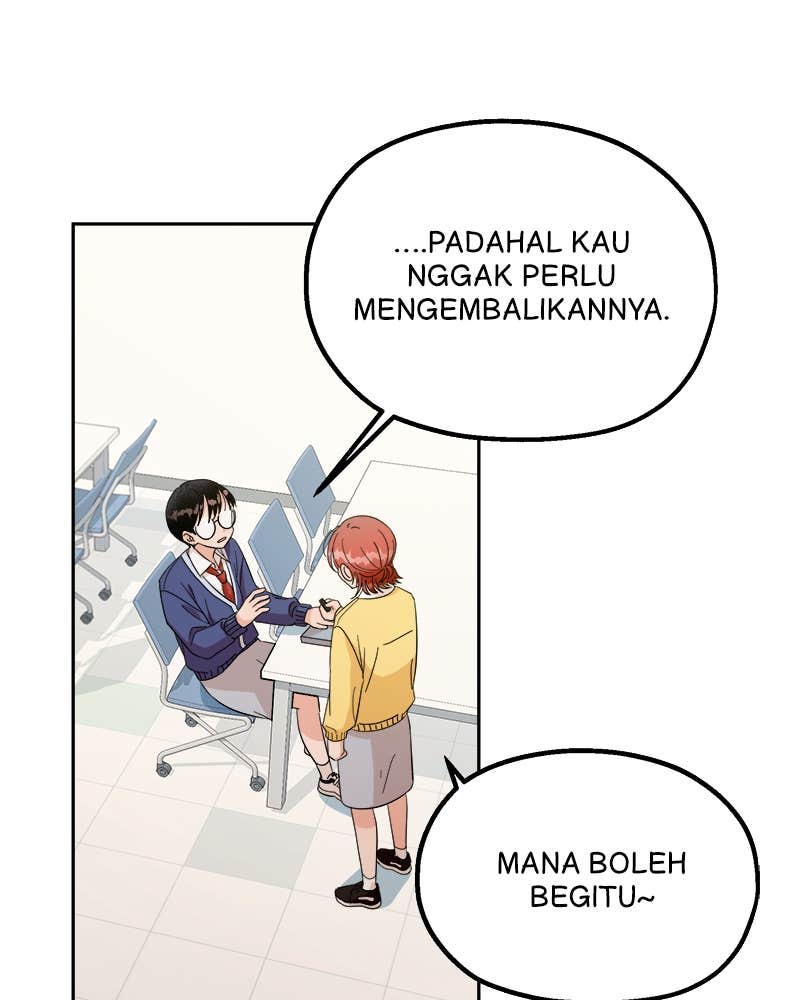 ....PADAHAL KAU
NGGAK PERLU
MENGEMBALIKANNYA.
MANA BOLEH
BEGITU~